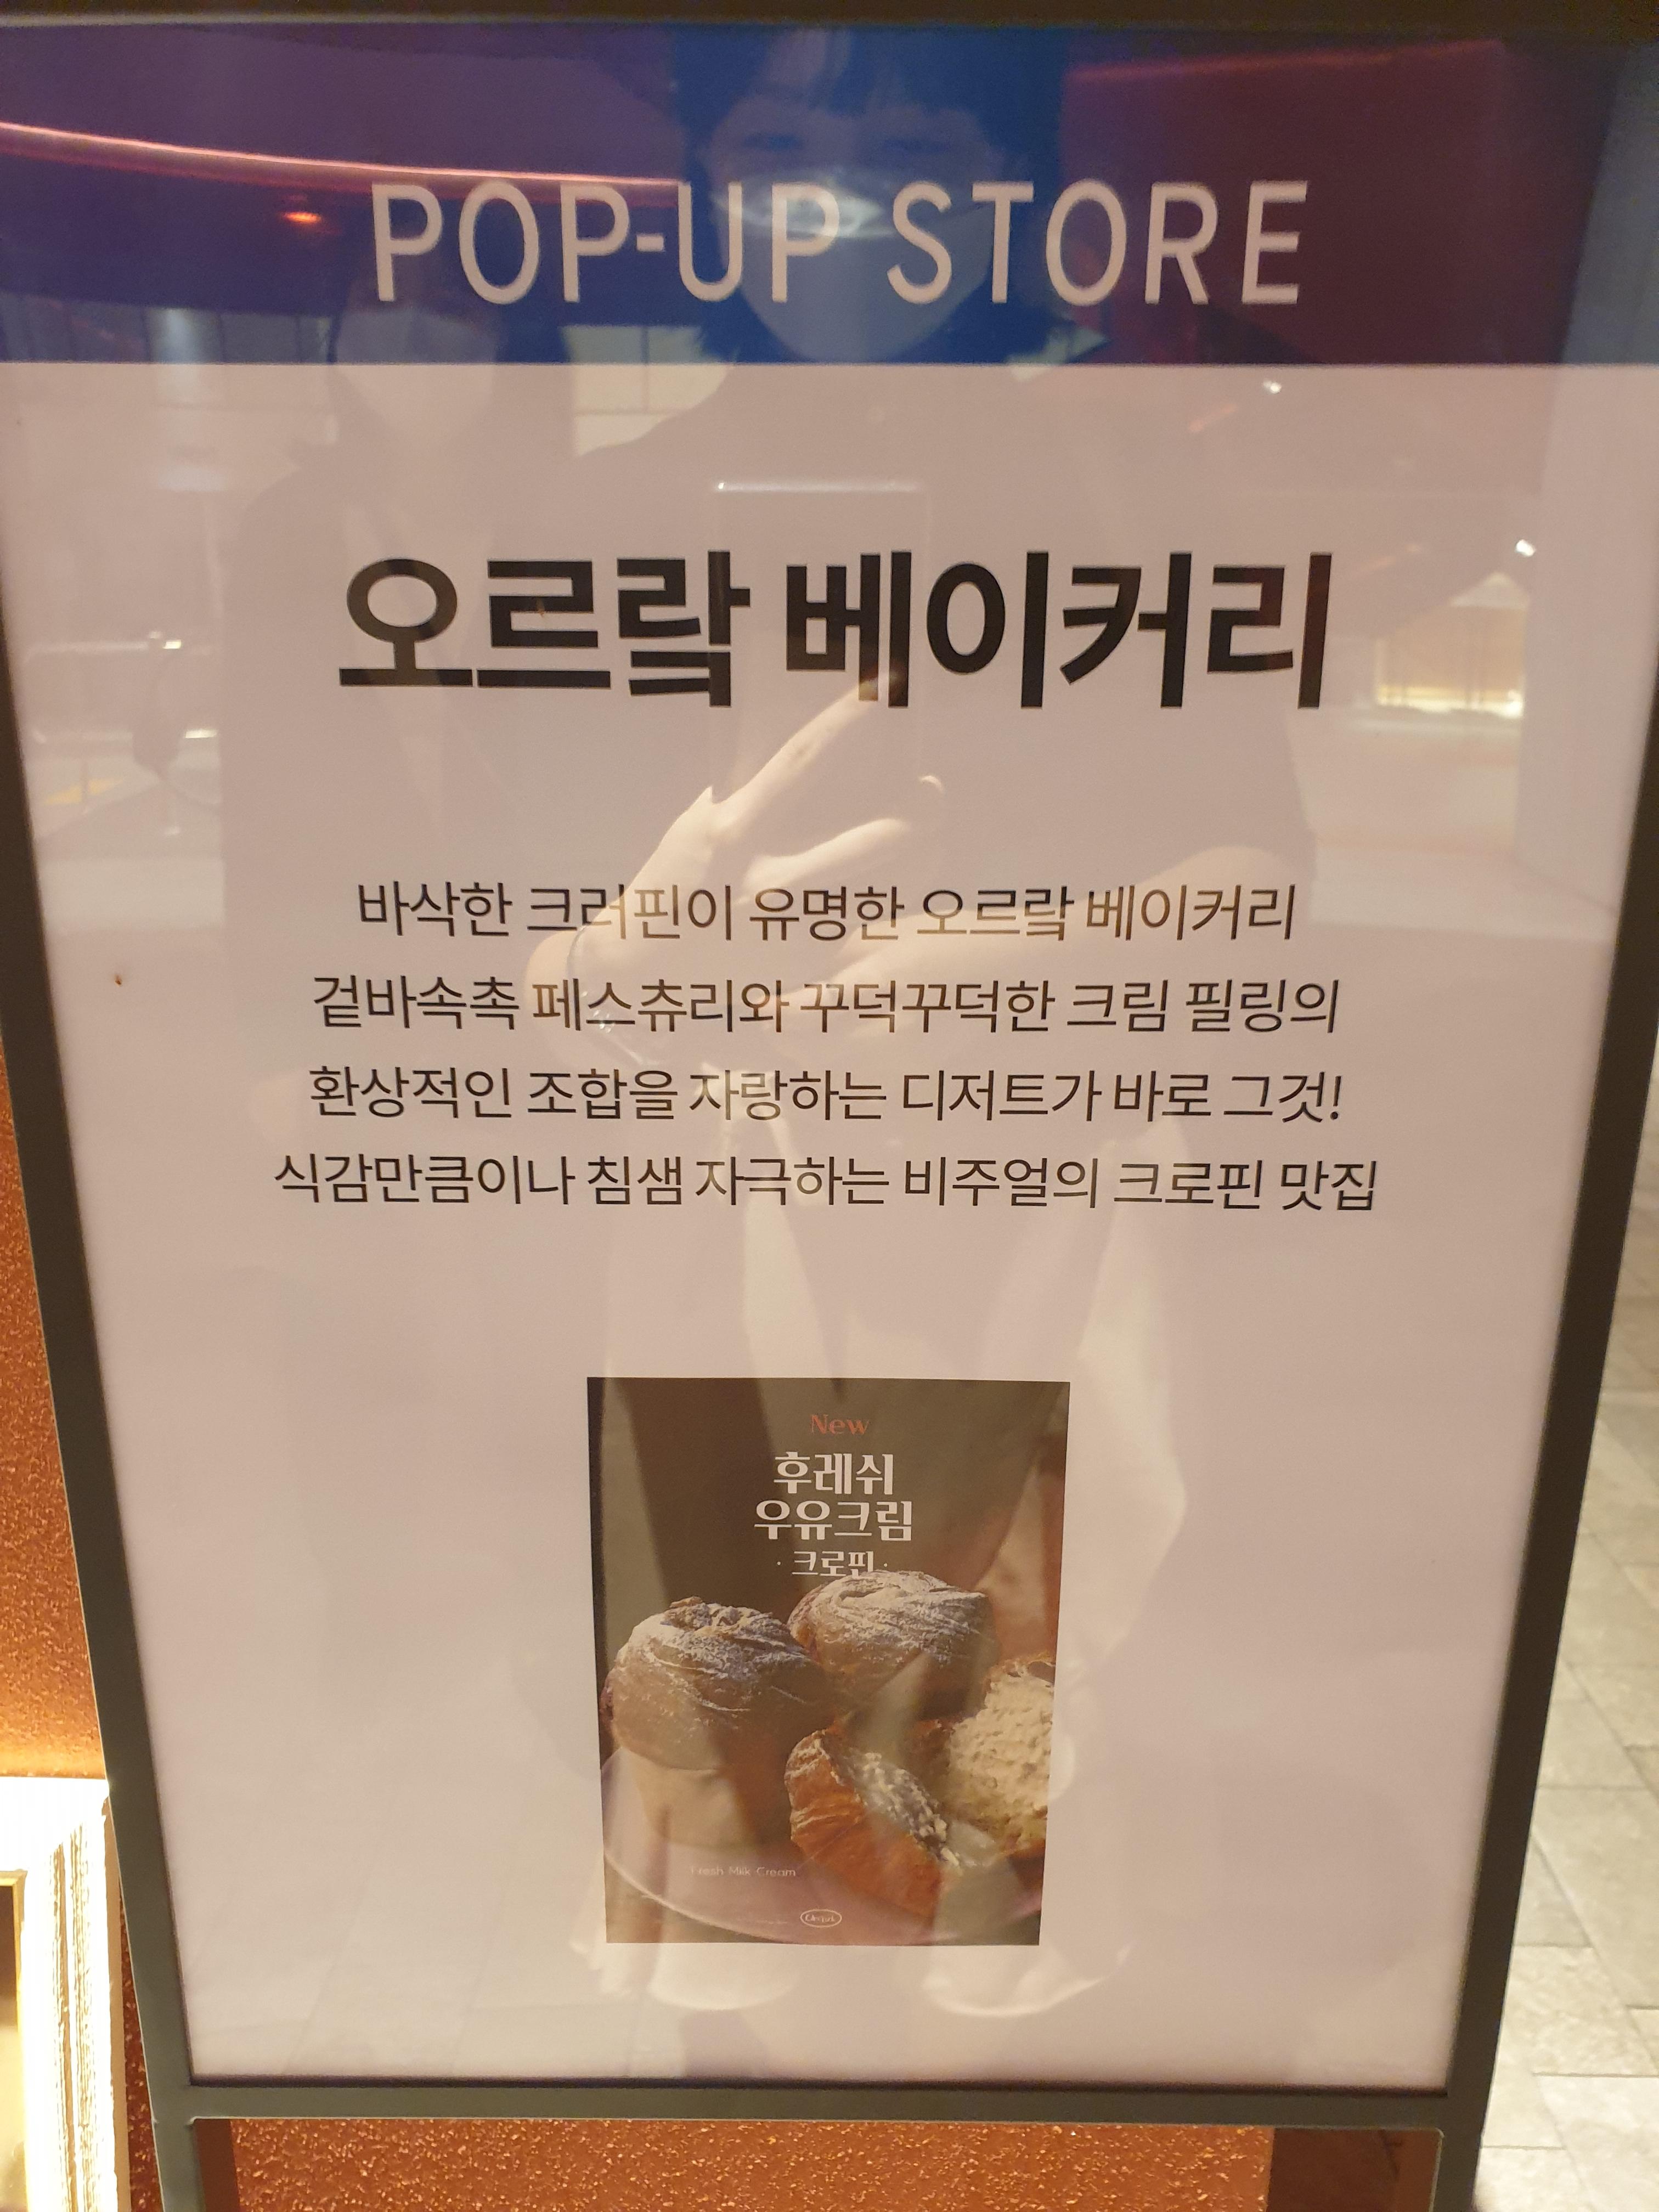 POP-UP STORE
오르랔 베이커리
바삭한 크러핀이 유명한 오르랔 베이커리
겉바속촉 페스츄리와 꾸덕꾸덕한 크림 필링의
환상적인 조합을 자랑하는 디저트가 바로 그것!
식감만큼이나 침샘 자극하는 비주얼의 크로핀 맛집
New
후레쉬
우유크림
· 크로핀 ·
Fresh Milk Cream